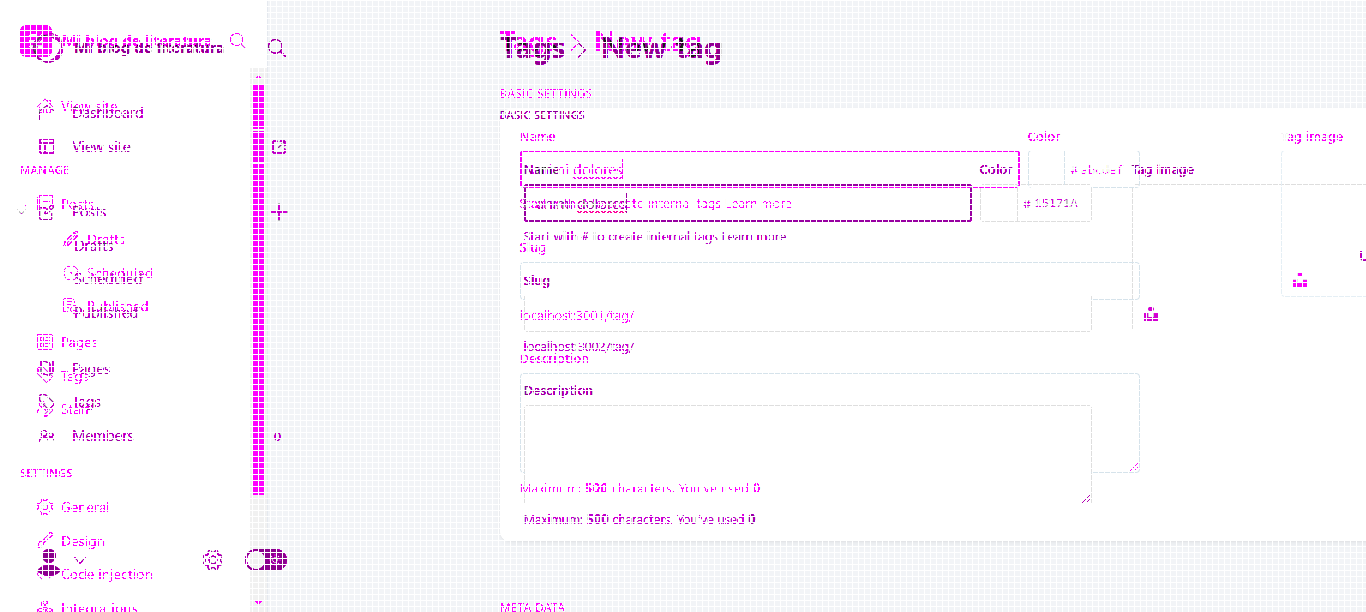 Mi blog de literatura
Mi blog de literatura
View site
Dashboard
View site
MANAGE
Posts
Posts
Drafts
Drafts
Scheduled
Scheduled
Published
Published
Pages
Pages
Tags
Tags
Staff
Members
0
SETTINGS
General
Design
Code injection
Integrations
Tags
New tag
Tags
New tag
BASIC SETTINGS
BASIC SETTINGS
Name
Color
ag image
Name
dolores
Color
#abcdef
Tag image
to internal tags Learn more
# 15171A
Start with # to create internal tags Learn more
Slug
Slug
localhost:3001/tag/
localhost:3002/tag/
Description
Description
Maximum: 500 characters. You've used 0
Maximum: 500 characters. You've used 0
META DATA